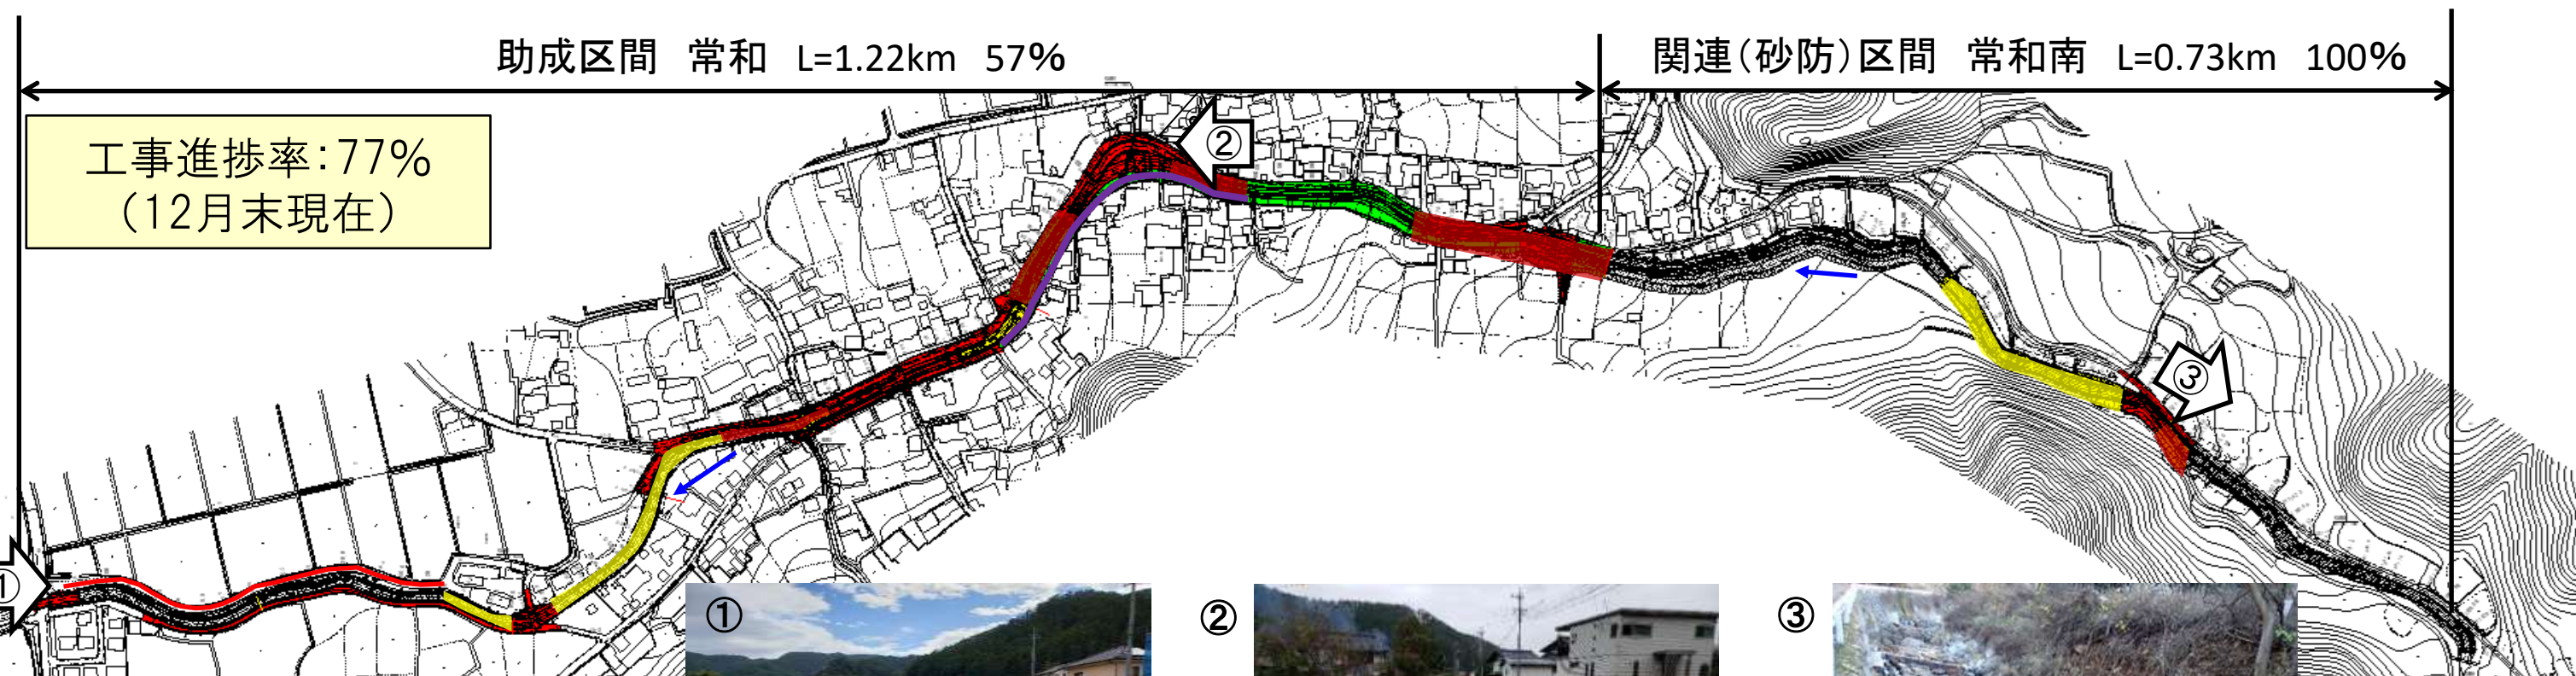 助成区間　常和　L=1.22km　57%
関連(砂防)区間　常和南　L=0.73km　100%
工事進捗率：77%
(12月末現在)
②
③
①
①
②
③